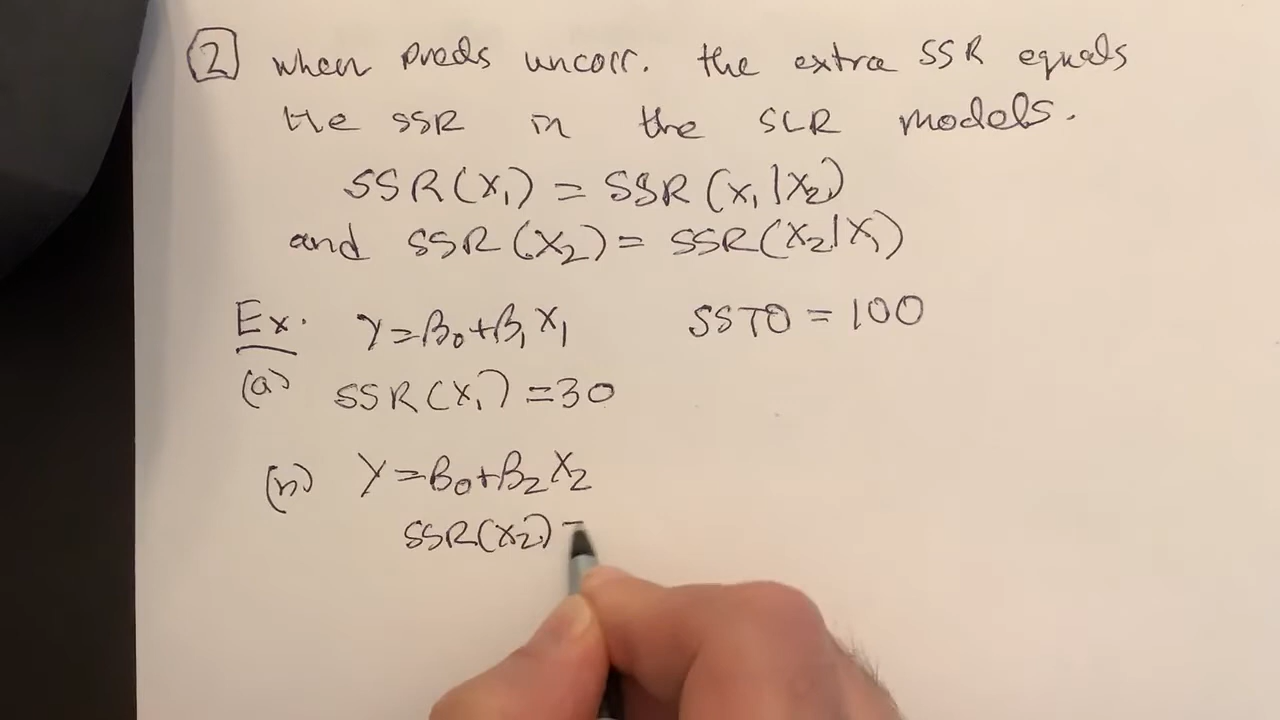 2 when preds uncorr. the extra SSR equals
the SSR in the SLR models.
SSR(X₁) = SSR(X₁|X₂)
and SSR(X₂) = SSR(X₂|X₁)
Ex. Y=β₀+β₁X₁ SSTO = 100
(a) SSR(X₁) = 30
(b) Y=β₀+β₂X₂
SSR(X₂)